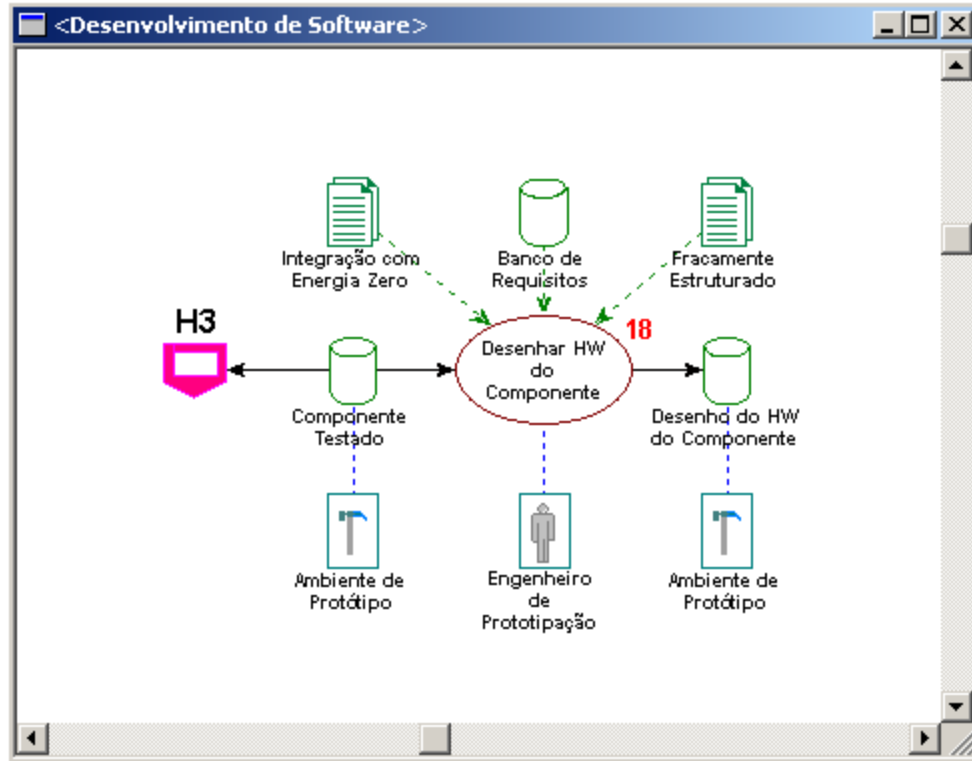 <Desenvolvimento de Software>
Integração com
Energia Zero
Banco de
Requisitos
Fracamente
Estruturado
H3
18
Desenhar HW
do
Componente
Componente
Testado
Desenho do HW
do Componente
Ambiente de
Protótipo
Engenheiro
de
Prototipação
Ambiente de
Protótipo